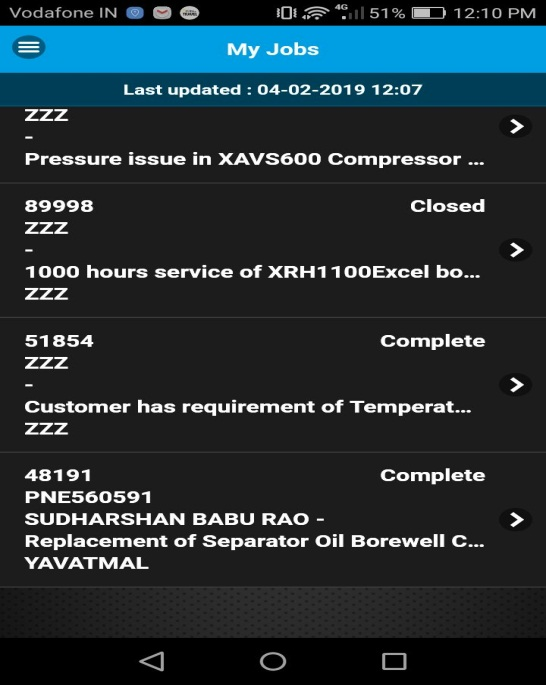 Vodafone IN
4G 51% 12:10 PM
My Jobs
Last updated : 04-02-2019 12:07
ZZZ
-
Pressure issue in XAVS600 Compressor ...
89998 Closed
ZZZ
-
1000 hours service of XRH1100Excel bo...
ZZZ
51854 Complete
ZZZ
-
Customer has requirement of Temperat...
ZZZ
48191 Complete
PNE560591
SUDHARSHAN BABU RAO -
Replacement of Separator Oil Borewell C...
YAVATMAL